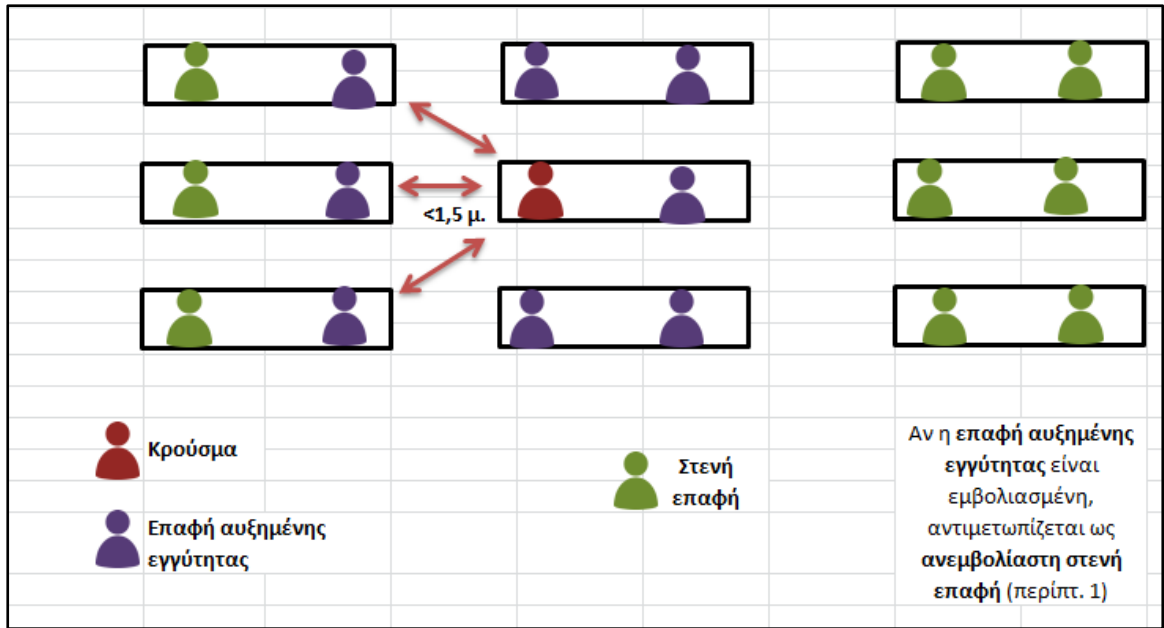 <1,5 μ.
Κρούσμα
Επαφή αυξημένης
εγγύτητας
Στενή
επαφή
Αν η επαφή αυξημένης
εγγύτητας είναι
εμβολιασμένη,
αντιμετωπίζεται ως
ανεμβολίαστη στενή
επαφή (περίπτ. 1)